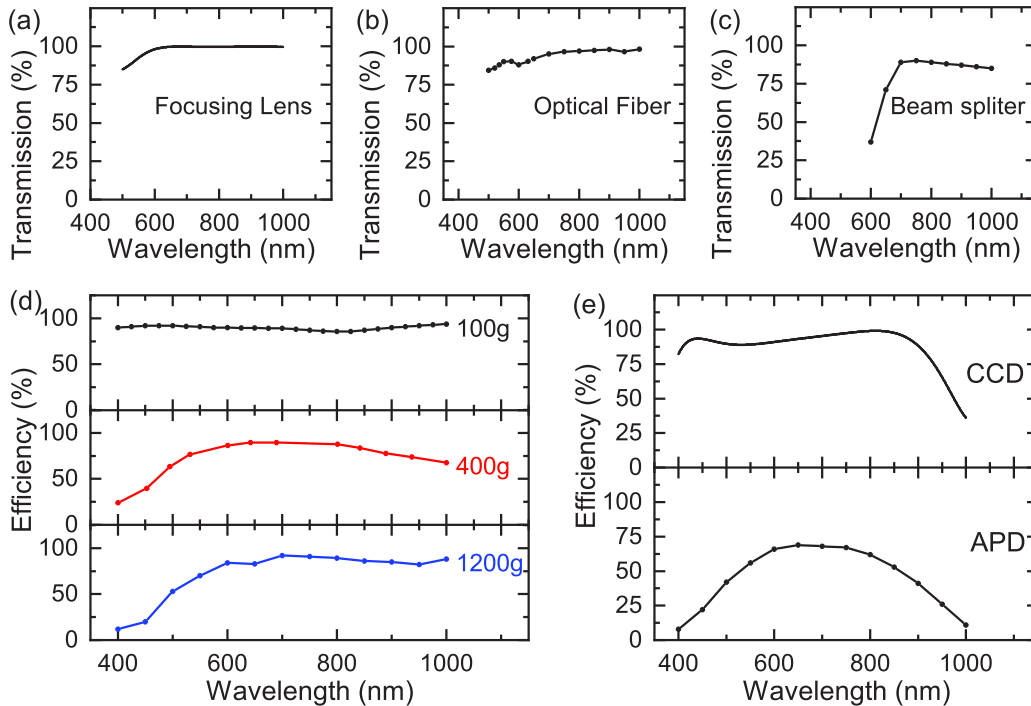 (a)
Transmission (%)
100
75
50
25
0
Focusing Lens
400 600 800 1000
Wavelength (nm)
(b)
Transmission (%)
100
75
50
25
0
Optical Fiber
400 600 800 1000
Wavelength (nm)
(c)
Transmission (%)
100
75
50
25
0
Beam spliter
400 600 800 1000
Wavelength (nm)
(d)
Efficiency (%)
100
50
0
100g
100
50
0
400g
100
50
0
1200g
400 600 800 1000
Wavelength (nm)
(e)
Efficiency (%)
100
75
50
25
CCD
100
75
50
25
0
APD
400 600 800 1000
Wavelength (nm)